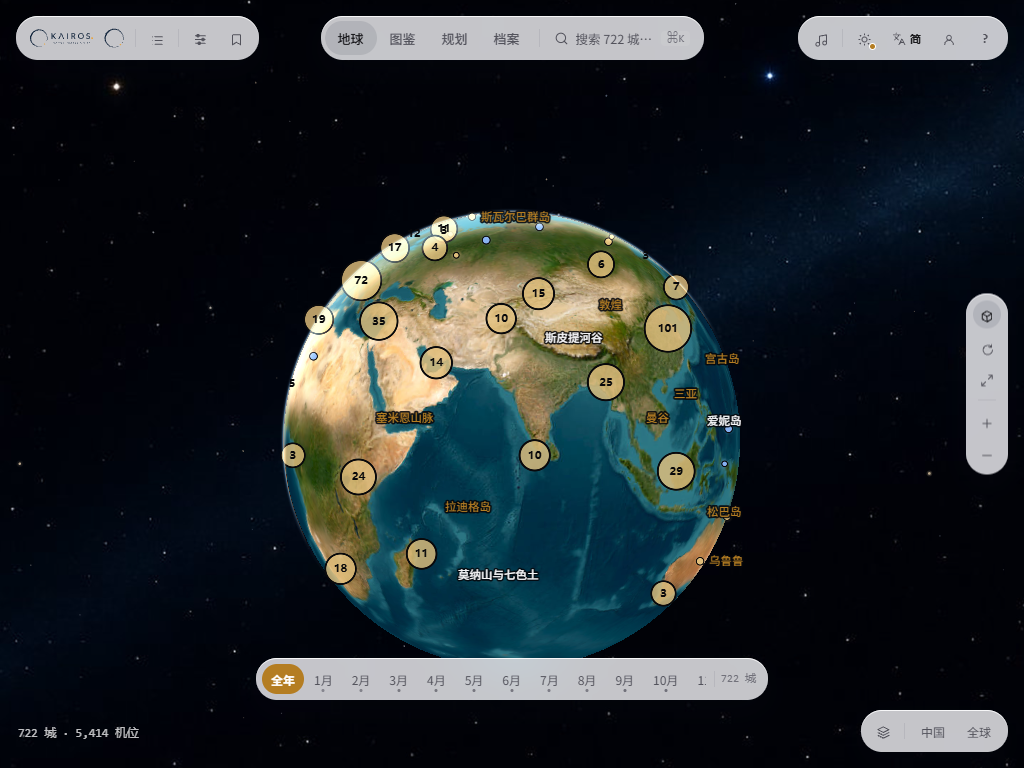 KAIROS
地球 图鉴 规划 档案 搜索 722 城… ⌘K
简 ?
斯瓦尔巴群岛
17 4
6
72 15 7
敦煌
19 35 10 101
斯皮提河谷
14 宫古岛
25
三亚
塞米恩山脉 曼谷 爱妮岛
3 10
24 29
拉迪格岛 松巴岛
11 乌鲁鲁
18 莫纳山与七色土
3
全年 1月 2月 3月 4月 5月 6月 7月 8月 9月 10月 722 城
722 城 · 5,414 机位
中国 全球